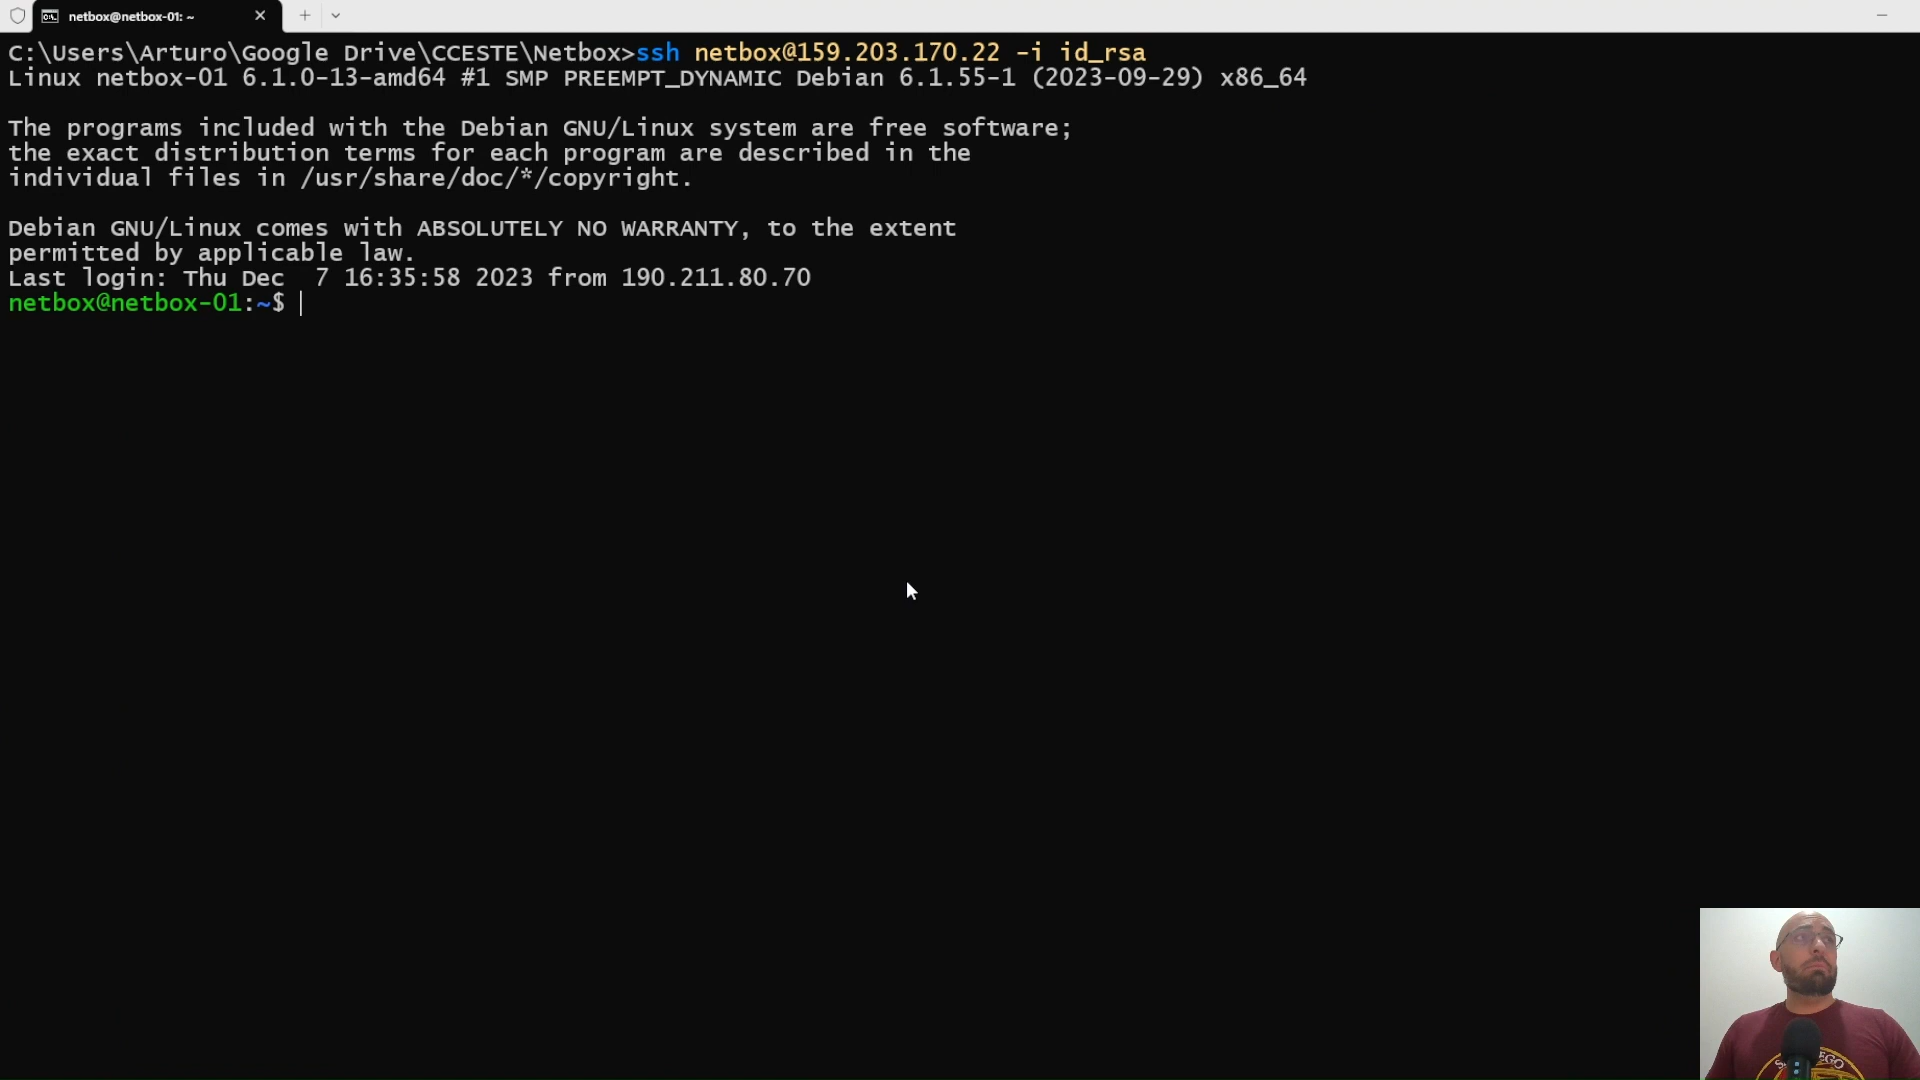 netbox@netbox-01: ~
C:\Users\Arturo\Google Drive\CCESTE\Netbox>ssh netbox@159.203.170.22 -i id_rsa
Linux netbox-01 6.1.0-13-amd64 #1 SMP PREEMPT_DYNAMIC Debian 6.1.55-1 (2023-09-29) x86_64
The programs included with the Debian GNU/Linux system are free software;
the exact distribution terms for each program are described in the
individual files in /usr/share/doc/*/copyright.
Debian GNU/Linux comes with ABSOLUTELY NO WARRANTY, to the extent
permitted by applicable law.
Last login: Thu Dec  7 16:35:58 2023 from 190.211.80.70
netbox@netbox-01:~$